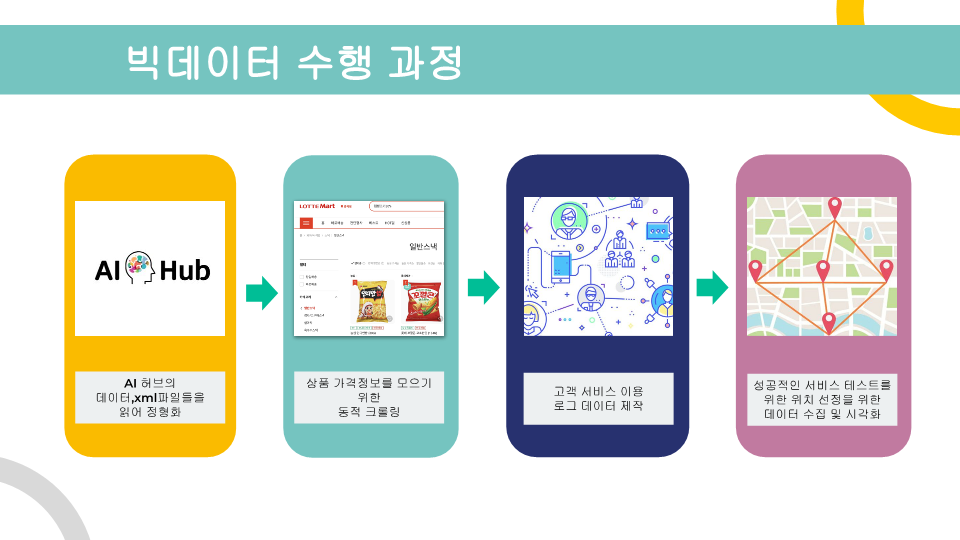 빅데이터 수행 과정
AI Hub
AI 허브의
데이터,xml파일들을
읽어 정형화
LOTTE Mart
일반스낵
상품 가격정보를 모으기
위한
동적 크롤링
고객 서비스 이용
로그 데이터 제작
성공적인 서비스 테스트를
위한 위치 선정을 위한
데이터 수집 및 시각화